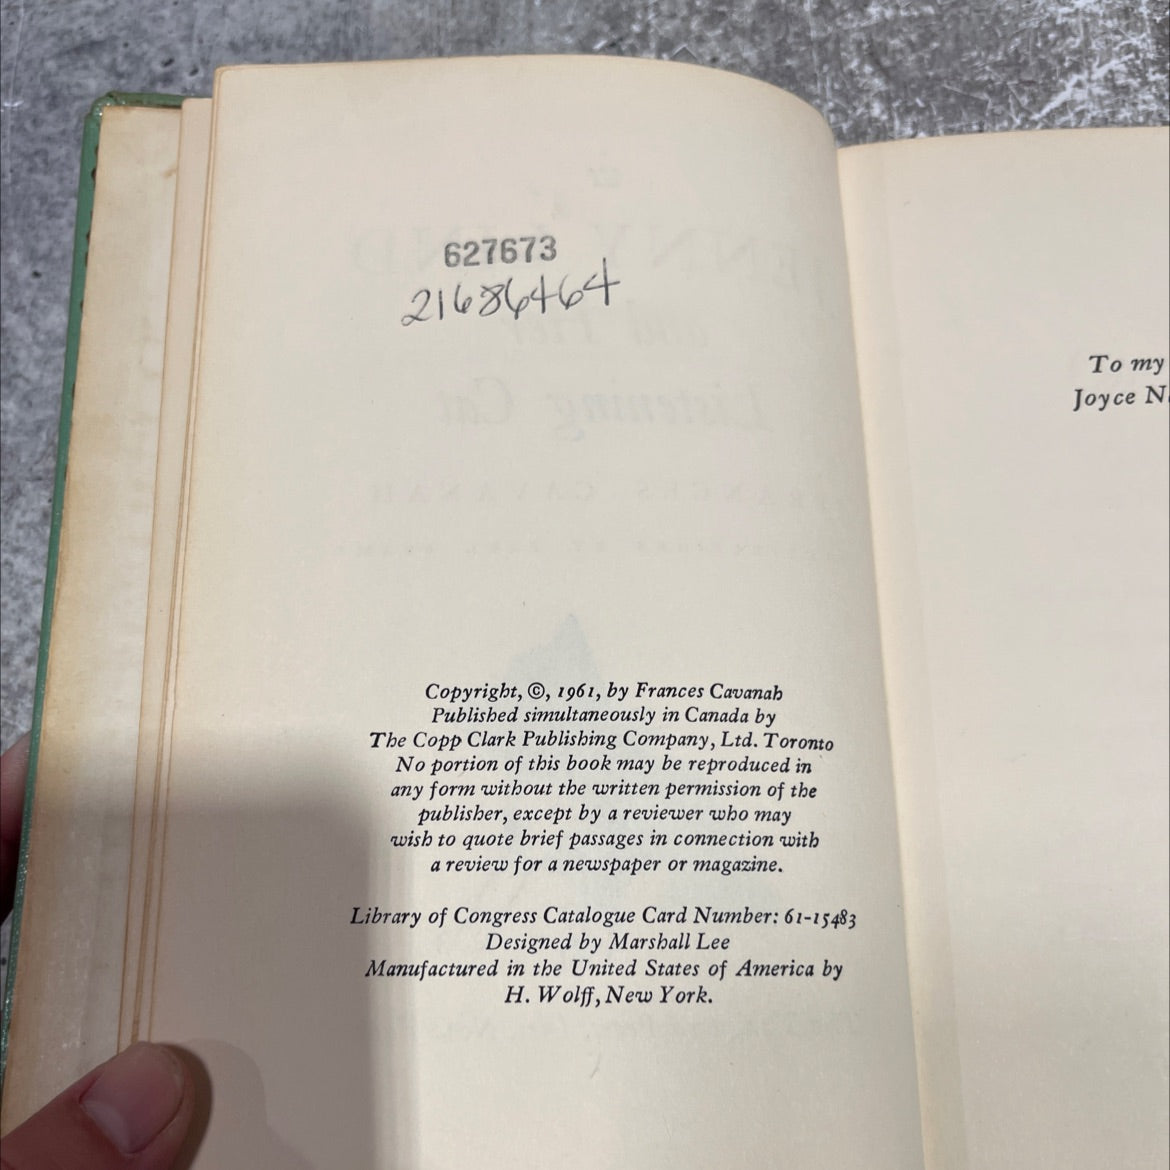 627673
21686464
Copyright, ©, 1961, by Frances Cavanah
Published simultaneously in Canada by
The Copp Clark Publishing Company, Ltd. Toronto
No portion of this book may be reproduced in
any form without the written permission of the
publisher, except by a reviewer who may
wish to quote brief passages in connection with
a review for a newspaper or magazine.
Library of Congress Catalogue Card Number: 61-15483
Designed by Marshall Lee
Manufactured in the United States of America by
H. Wolff, New York.
To my
Joyce